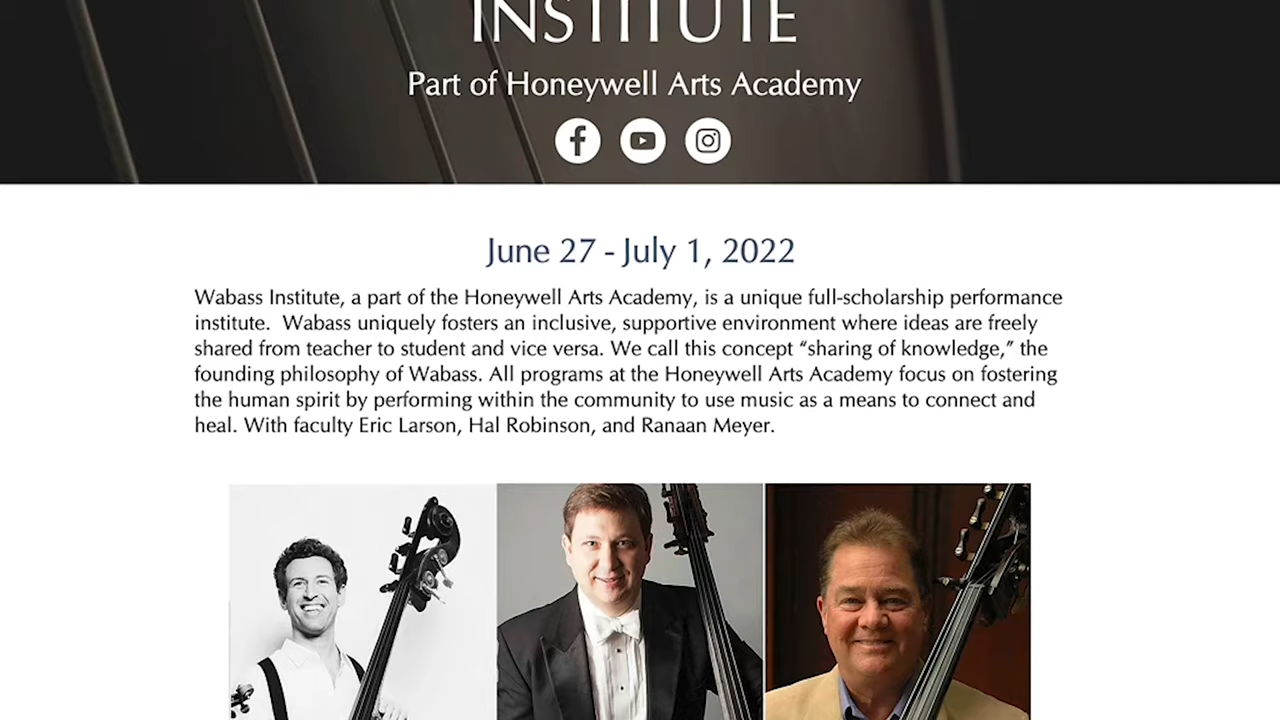 INSTITUTE
Part of Honeywell Arts Academy
June 27 - July 1, 2022
Wabass Institute, a part of the Honeywell Arts Academy, is a unique full-scholarship performance
institute.  Wabass uniquely fosters an inclusive, supportive environment where ideas are freely
shared from teacher to student and vice versa. We call this concept “sharing of knowledge,” the
founding philosophy of Wabass. All programs at the Honeywell Arts Academy focus on fostering
the human spirit by performing within the community to use music as a means to connect and
heal. With faculty Eric Larson, Hal Robinson, and Ranaan Meyer.